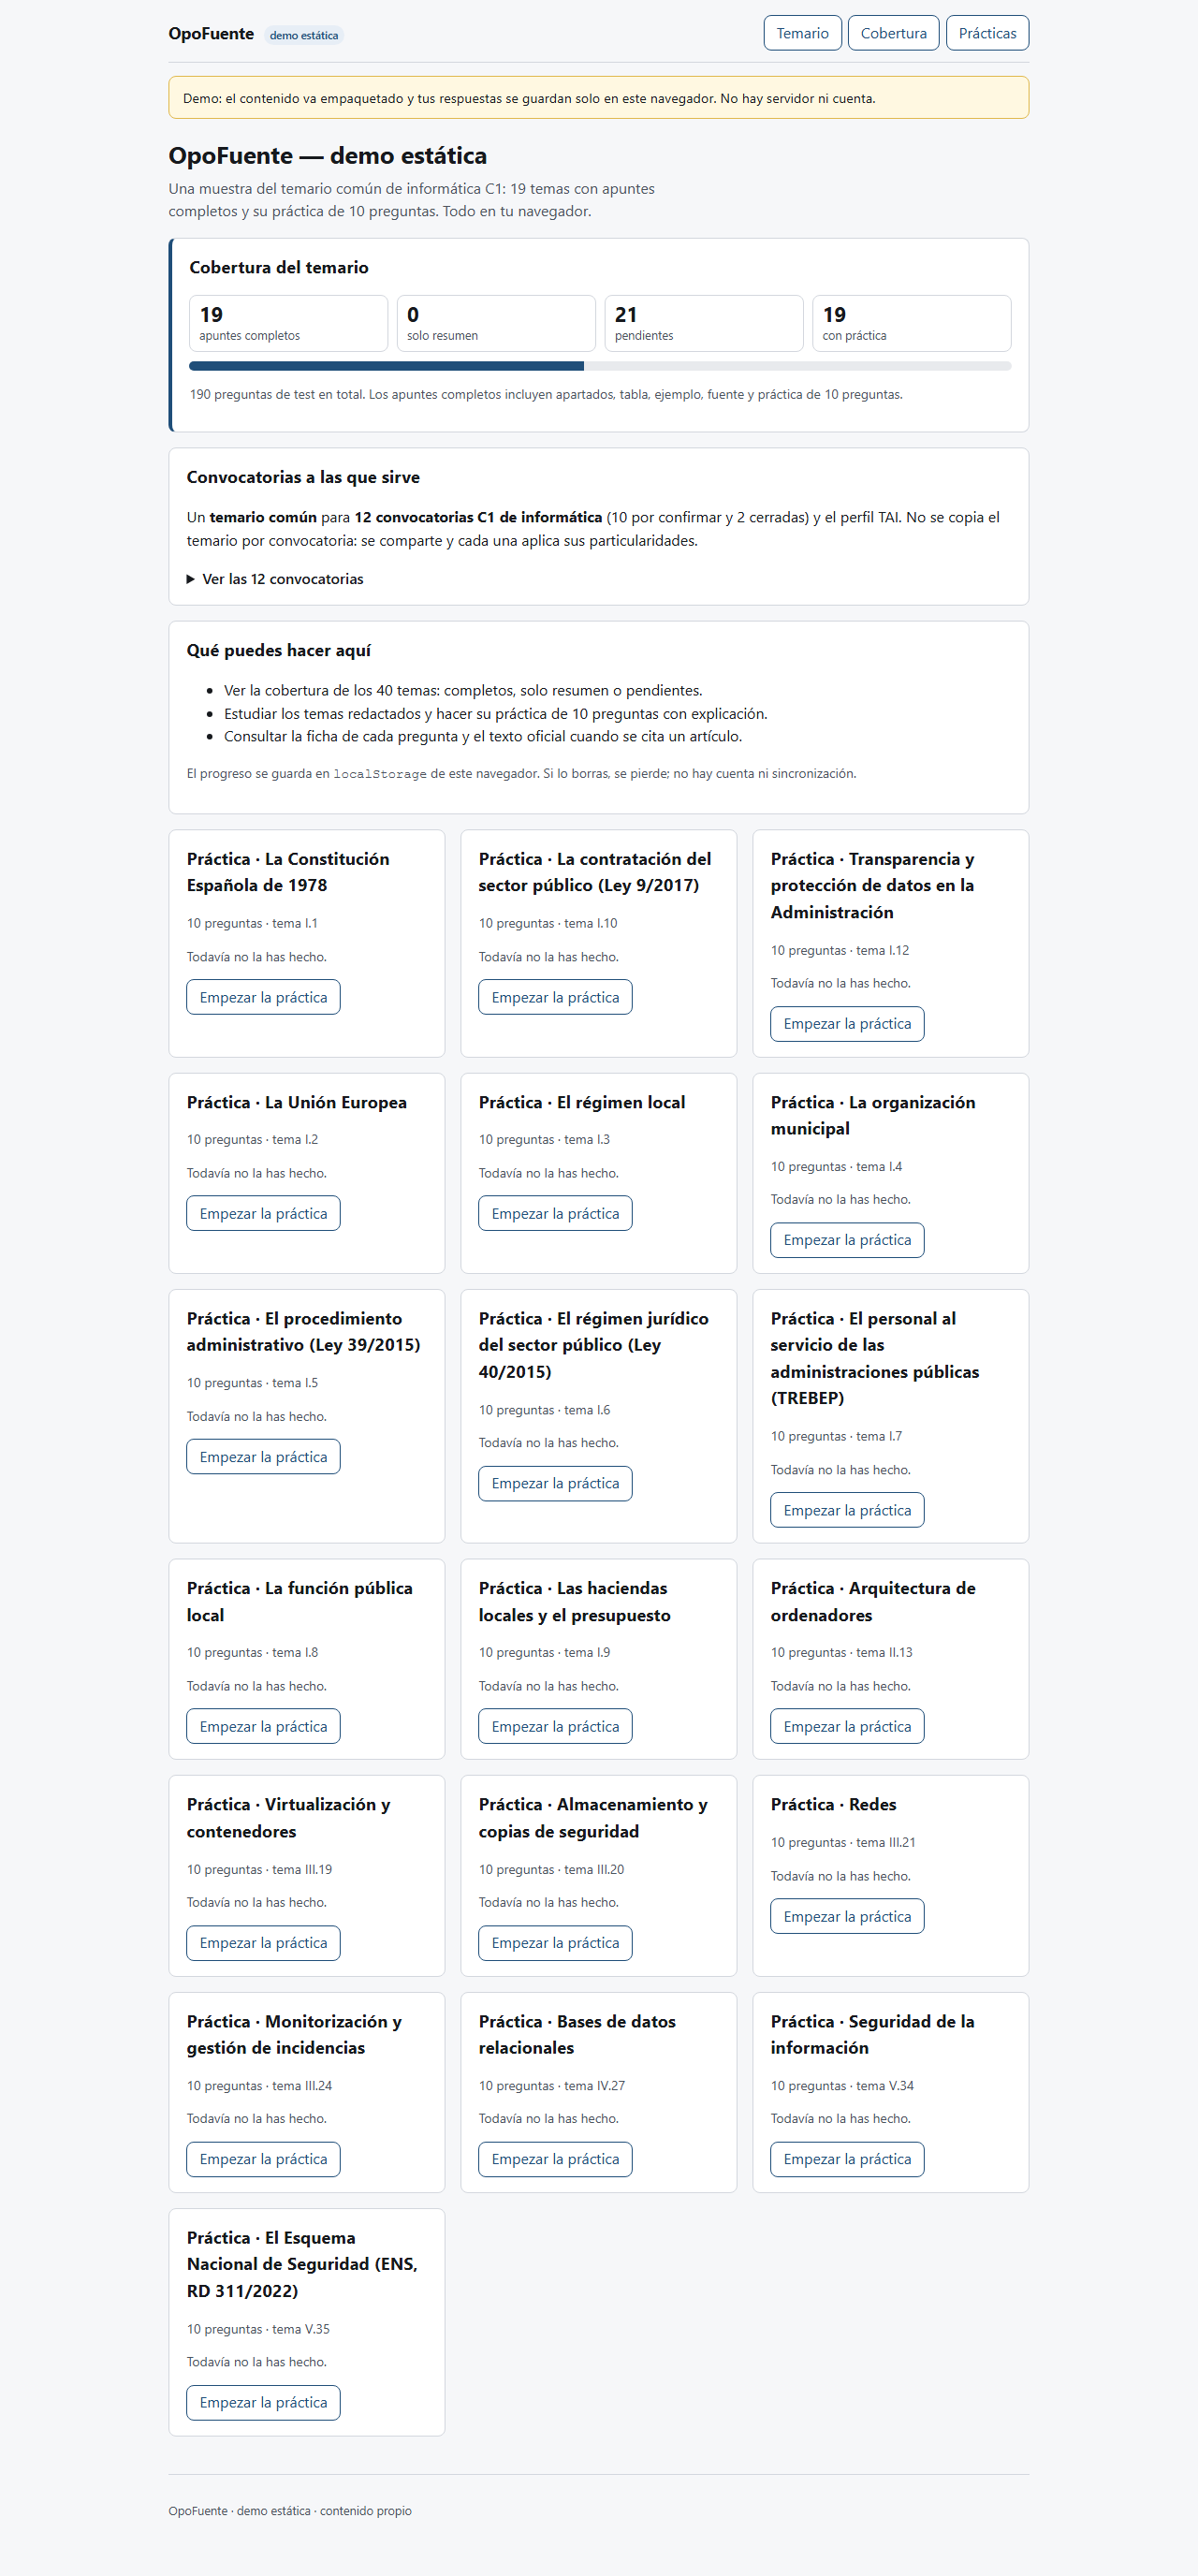 OpoFuente demo estática Temario Cobertura Prácticas
Demo: el contenido va empaquetado y tus respuestas se guardan solo en este navegador. No hay servidor ni cuenta.
OpoFuente — demo estática
Una muestra del temario común de informática C1: 19 temas con apuntes
completos y su práctica de 10 preguntas. Todo en tu navegador.
Cobertura del temario
19
apuntes completos
0
solo resumen
21
pendientes
19
con práctica
190 preguntas de test en total. Los apuntes completos incluyen apartados, tabla, ejemplo, fuente y práctica de 10 preguntas.
Convocatorias a las que sirve
Un temario común para 12 convocatorias C1 de informática (10 por confirmar y 2 cerradas) y el perfil TAI. No se copia el
temario por convocatoria: se comparte y cada una aplica sus particularidades.
Ver las 12 convocatorias
Qué puedes hacer aquí
• Ver la cobertura de los 40 temas: completos, solo resumen o pendientes.
• Estudiar los temas redactados y hacer su práctica de 10 preguntas con explicación.
• Consultar la ficha de cada pregunta y el texto oficial cuando se cita un artículo.
El progreso se guarda en localStorage de este navegador. Si lo borras, se pierde; no hay cuenta ni sincronización.
Práctica · La Constitución
Española de 1978
10 preguntas · tema I.1
Todavía no la has hecho.
Empezar la práctica
Práctica · La contratación del
sector público (Ley 9/2017)
10 preguntas · tema I.10
Todavía no la has hecho.
Empezar la práctica
Práctica · Transparencia y
protección de datos en la
Administración
10 preguntas · tema I.12
Todavía no la has hecho.
Empezar la práctica
Práctica · La Unión Europea
10 preguntas · tema I.2
Todavía no la has hecho.
Empezar la práctica
Práctica · El régimen local
10 preguntas · tema I.3
Todavía no la has hecho.
Empezar la práctica
Práctica · La organización
municipal
10 preguntas · tema I.4
Todavía no la has hecho.
Empezar la práctica
Práctica · El procedimiento
administrativo (Ley 39/2015)
10 preguntas · tema I.5
Todavía no la has hecho.
Empezar la práctica
Práctica · El régimen jurídico
del sector público (Ley
40/2015)
10 preguntas · tema I.6
Todavía no la has hecho.
Empezar la práctica
Práctica · El personal al
servicio de las
administraciones públicas
(TREBEP)
10 preguntas · tema I.7
Todavía no la has hecho.
Empezar la práctica
Práctica · La función pública
local
10 preguntas · tema I.8
Todavía no la has hecho.
Empezar la práctica
Práctica · Las haciendas
locales y el presupuesto
10 preguntas · tema I.9
Todavía no la has hecho.
Empezar la práctica
Práctica · Arquitectura de
ordenadores
10 preguntas · tema II.13
Todavía no la has hecho.
Empezar la práctica
Práctica · Virtualización y
contenedores
10 preguntas · tema III.19
Todavía no la has hecho.
Empezar la práctica
Práctica · Almacenamiento y
copias de seguridad
10 preguntas · tema III.20
Todavía no la has hecho.
Empezar la práctica
Práctica · Redes
10 preguntas · tema III.21
Todavía no la has hecho.
Empezar la práctica
Práctica · Monitorización y
gestión de incidencias
10 preguntas · tema III.24
Todavía no la has hecho.
Empezar la práctica
Práctica · Bases de datos
relacionales
10 preguntas · tema IV.27
Todavía no la has hecho.
Empezar la práctica
Práctica · Seguridad de la
información
10 preguntas · tema V.34
Todavía no la has hecho.
Empezar la práctica
Práctica · El Esquema
Nacional de Seguridad (ENS,
RD 311/2022)
10 preguntas · tema V.35
Todavía no la has hecho.
Empezar la práctica
OpoFuente · demo estática · contenido propio